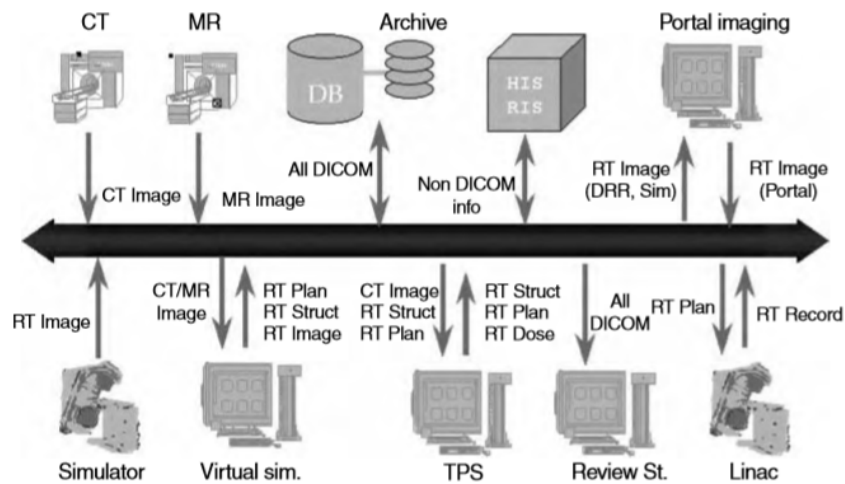 CT
MR
Archive
Portal imaging
DB
HIS
RIS
CT Image
MR Image
All DICOM
Non DICOM
info
RT Image
(DRR, Sim)
RT Image
(Portal)
RT Image
CT/MR
Image
RT Plan
RT Struct
RT Image
CT Image
RT Struct
RT Plan
RT Struct
RT Plan
RT Dose
All
DICOM
RT Plan
RT Record
Simulator
Virtual sim.
TPS
Review St.
Linac